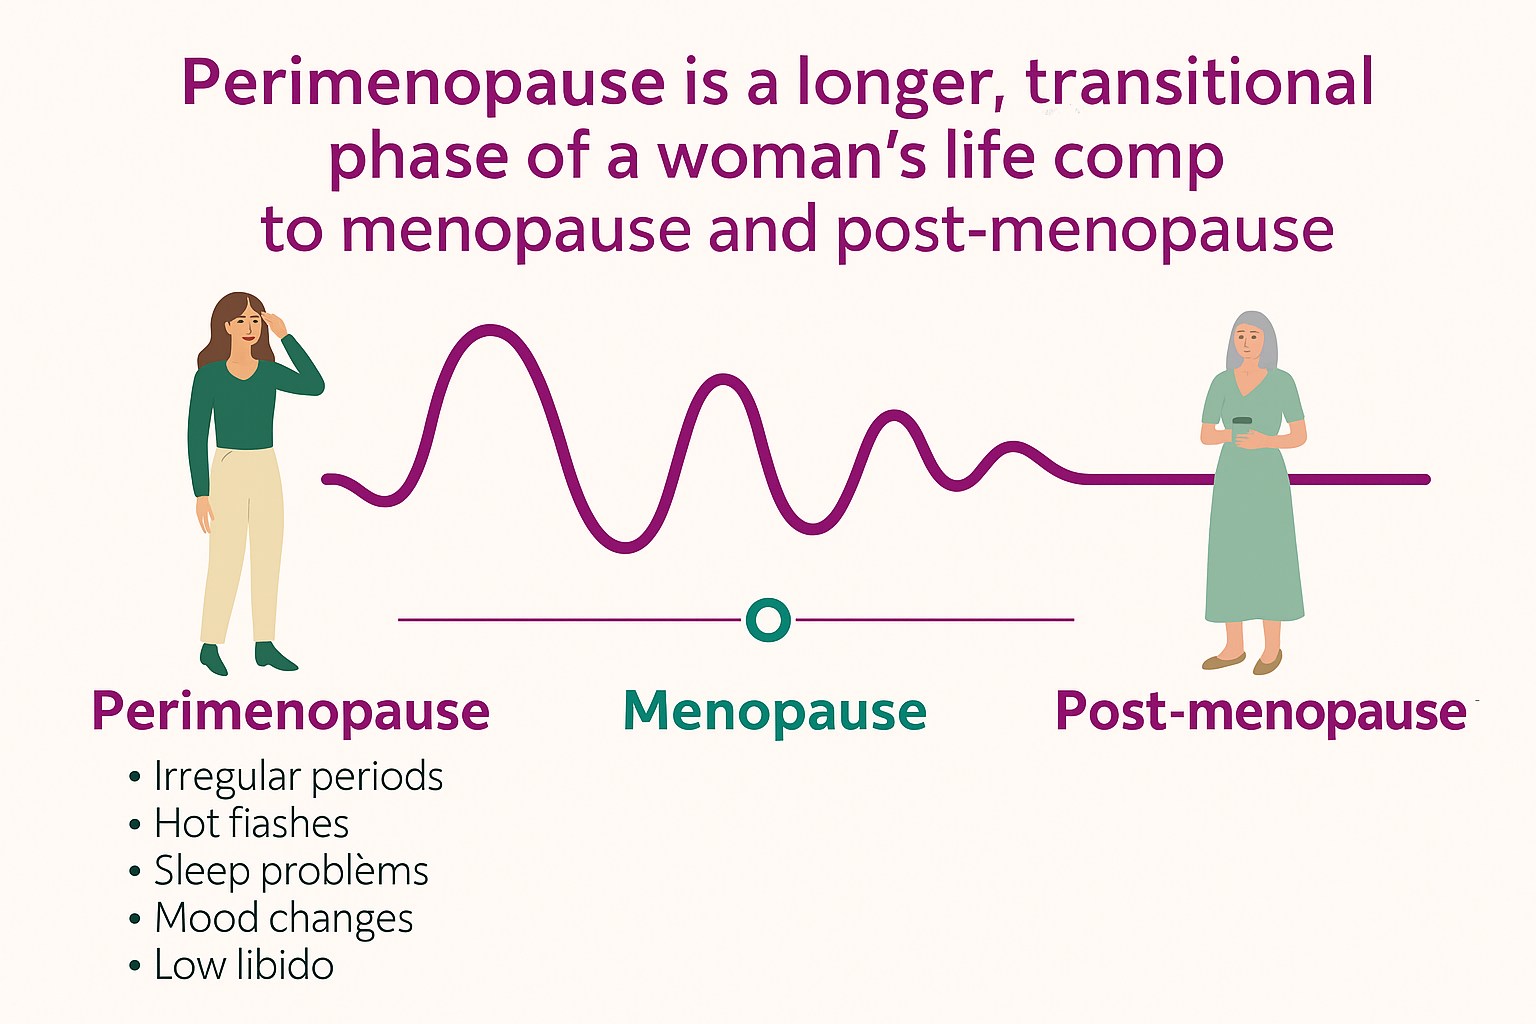 Perimenopause is a longer, transitional
phase of a woman's life comp
to menopause and post-menopause
Perimenopause
Menopause
Post-menopause
• Irregular periods
• Hot fiashes
• Sleep problèms
• Mood changes
• Low libido